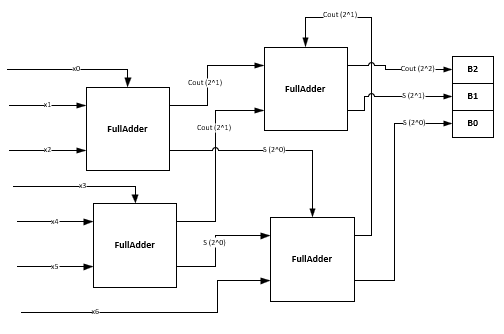 Cout (2^1)
x0
Cout (2^2)
B2
Cout (2^1)
FullAdder
S (2^1)
B1
x1
FullAdder
Cout (2^1)
S (2^0)
B0
x2
S (2^0)
x3
x4
FullAdder
S (2^0)
FullAdder
x5
x6